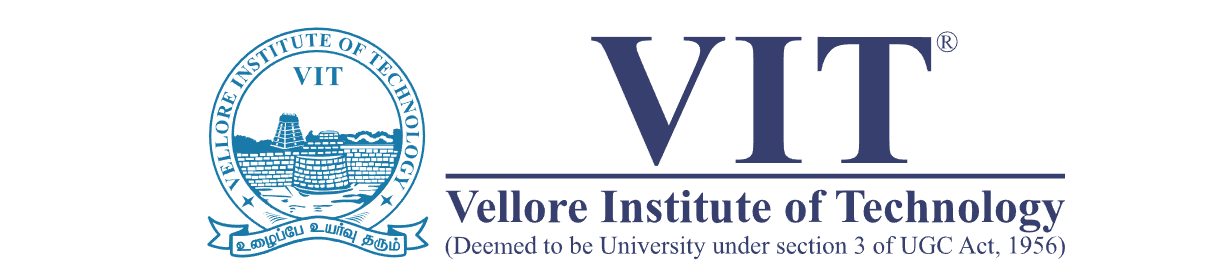 VELLORE INSTITUTE OF TECHNOLOGY
VIT
உழைப்பே உயர்வு தரும்
VIT®
Vellore Institute of Technology
(Deemed to be University under section 3 of UGC Act, 1956)